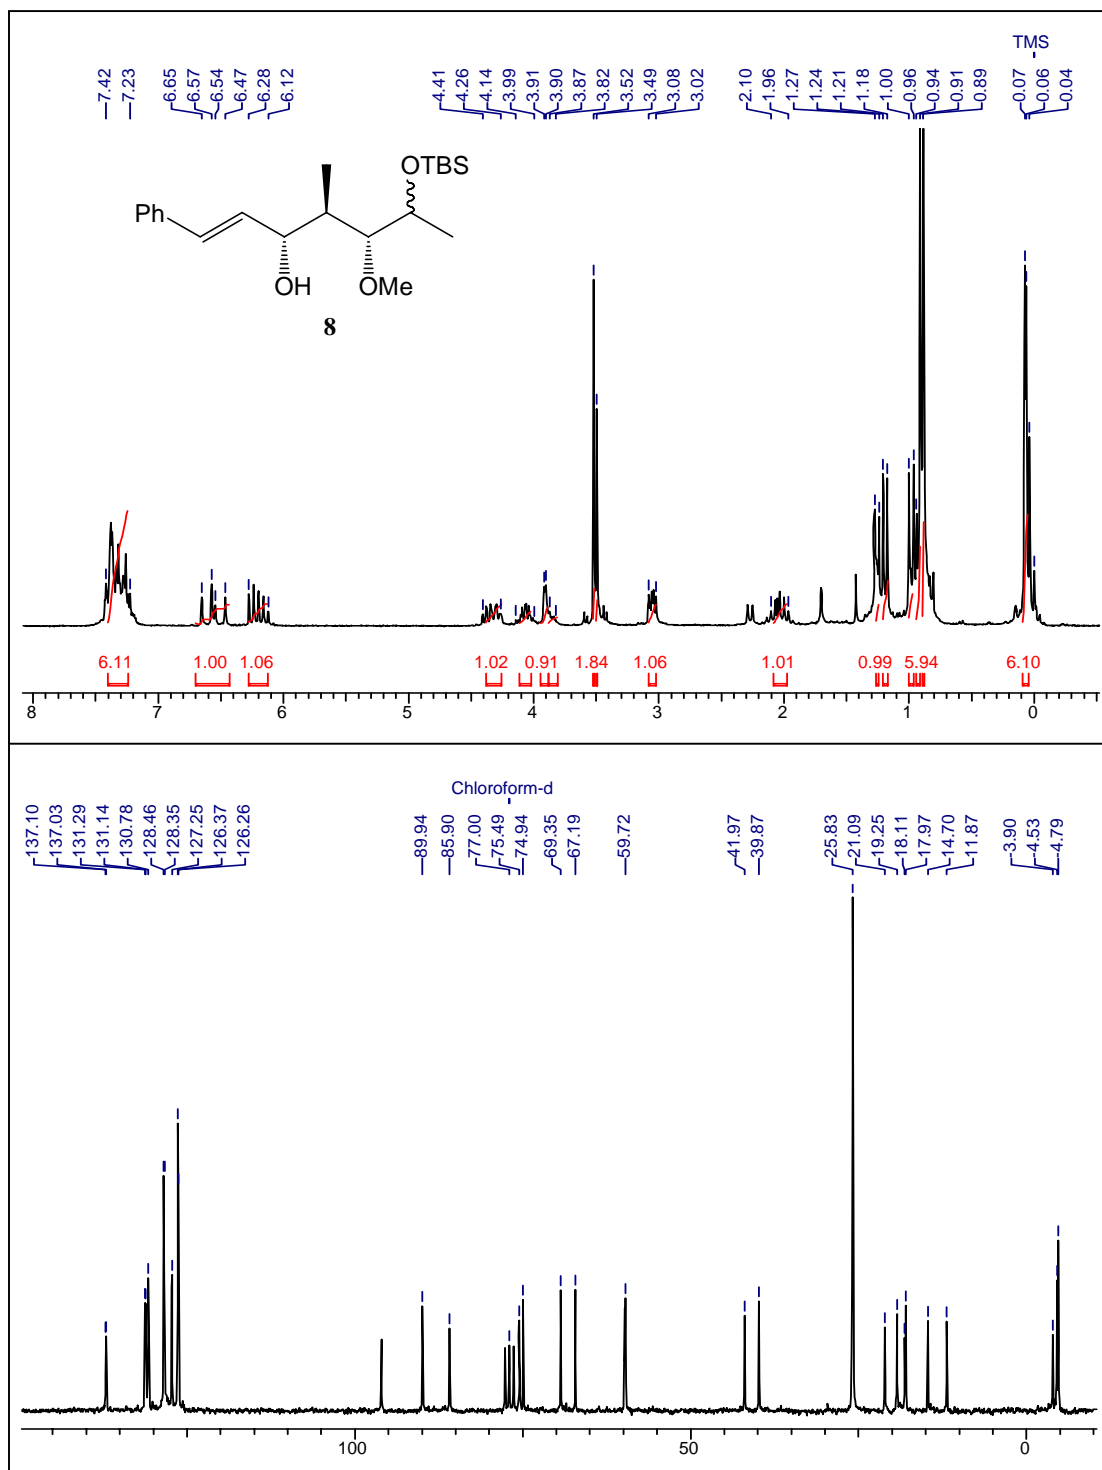 TMS
7.42 7.23 6.65 6.57 6.54 6.47 6.28 6.12 4.41 4.26 4.14 3.99 3.91 3.90 3.87 3.82 3.52 3.49 3.08 3.02 2.10 1.96 1.27 1.24 1.21 1.18 1.00 0.96 0.94 0.91 0.89 0.07 0.06 0.04
OTBS
Ph
OH OMe
8
6.11 1.00 1.06 1.02 0.91 1.84 1.06 1.01 0.99 5.94 6.10
8 7 6 5 4 3 2 1 0
Chloroform-d
137.10 137.03 131.29 131.14 130.78 128.46 128.35 127.25 126.37 126.26 89.94 85.90 77.00 75.49 74.94 69.35 67.19 59.72 41.97 39.87 25.83 21.09 19.25 18.11 17.97 14.70 11.87 -3.90 -4.53 -4.79
100 50 0